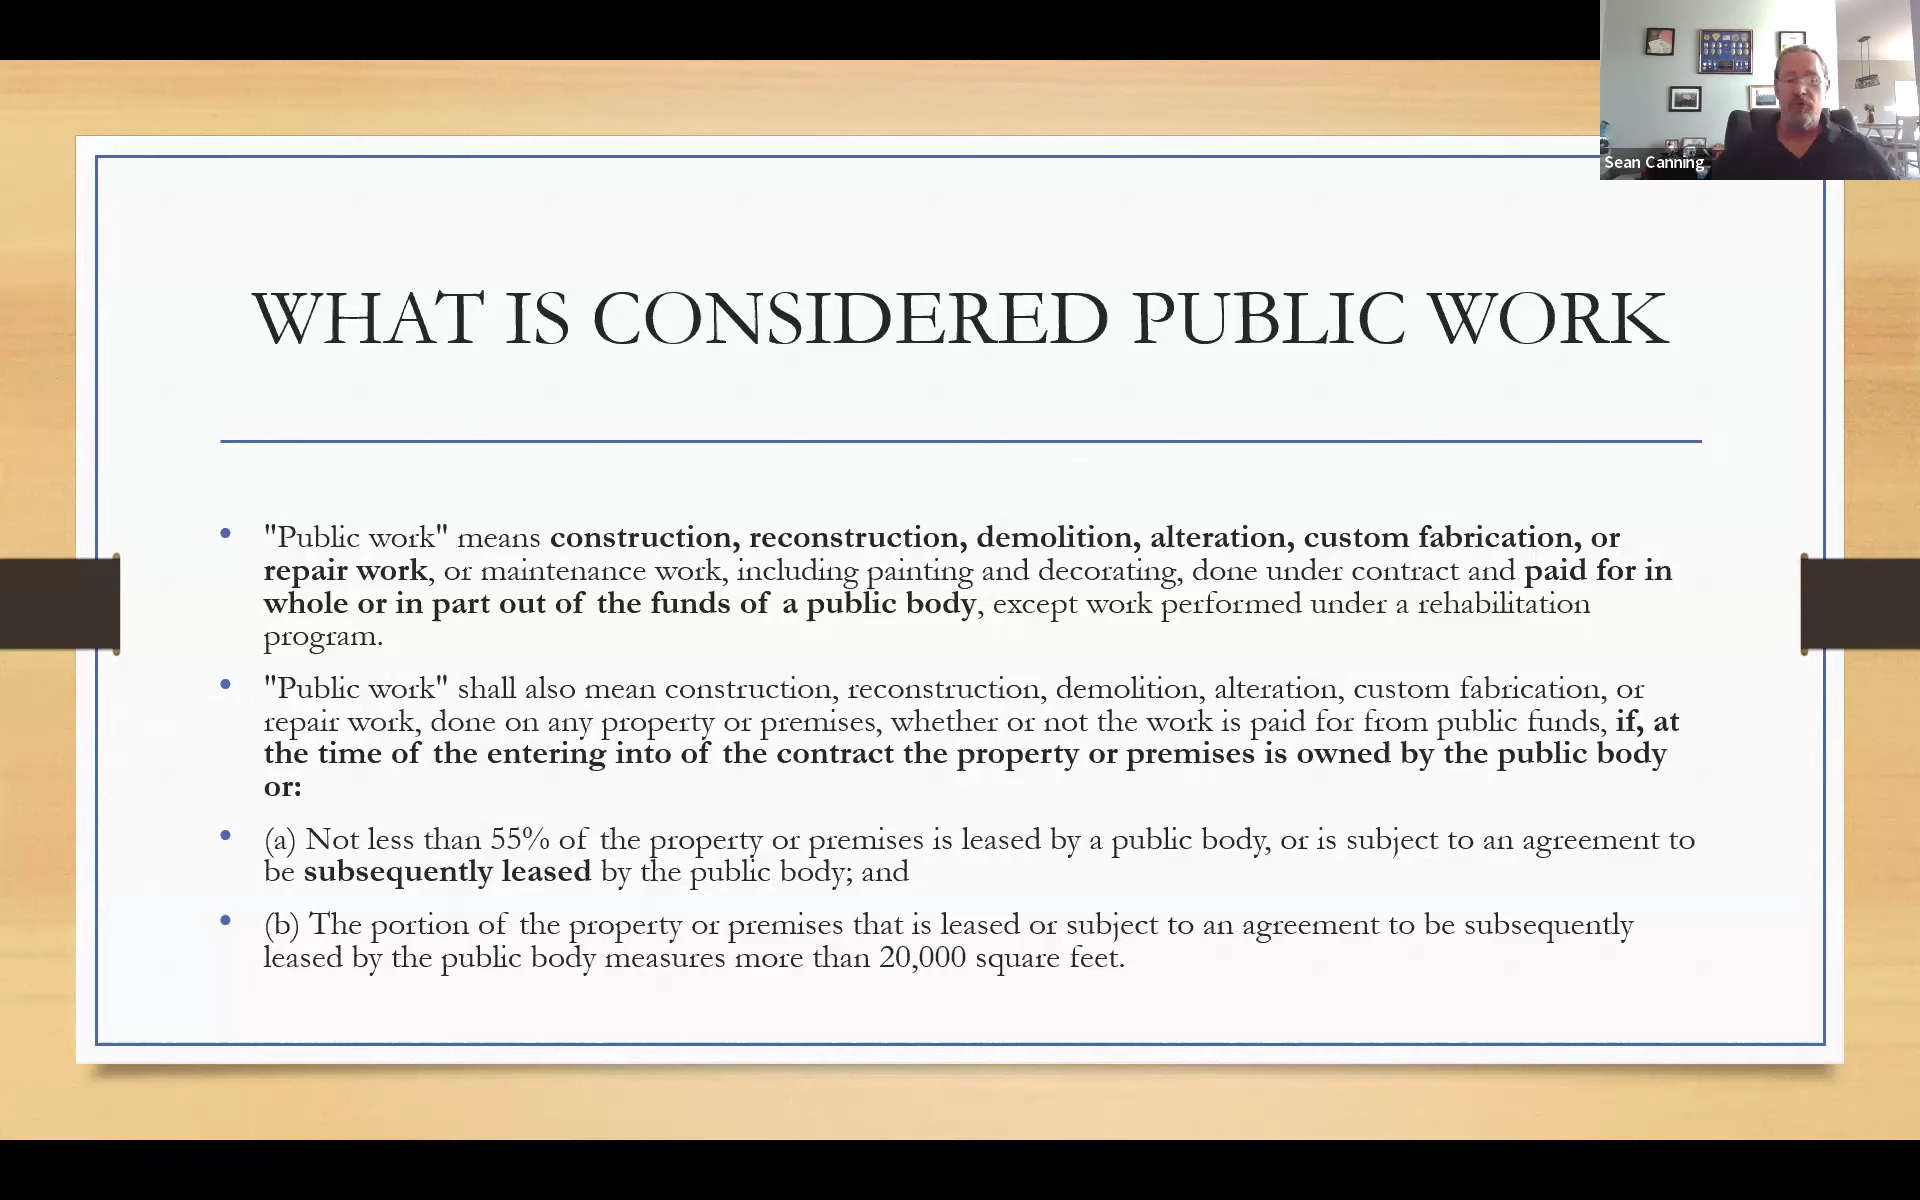 Sean Canning
WHAT IS CONSIDERED PUBLIC WORK
• "Public work" means construction, reconstruction, demolition, alteration, custom fabrication, or
repair work, or maintenance work, including painting and decorating, done under contract and paid for in
whole or in part out of the funds of a public body, except work performed under a rehabilitation
program.
• "Public work" shall also mean construction, reconstruction, demolition, alteration, custom fabrication, or
repair work, done on any property or premises, whether or not the work is paid for from public funds, if, at
the time of the entering into of the contract the property or premises is owned by the public body
or:
• (a) Not less than 55% of the property or premises is leased by a public body, or is subject to an agreement to
be subsequently leased by the public body; and
• (b) The portion of the property or premises that is leased or subject to an agreement to be subsequently
leased by the public body measures more than 20,000 square feet.